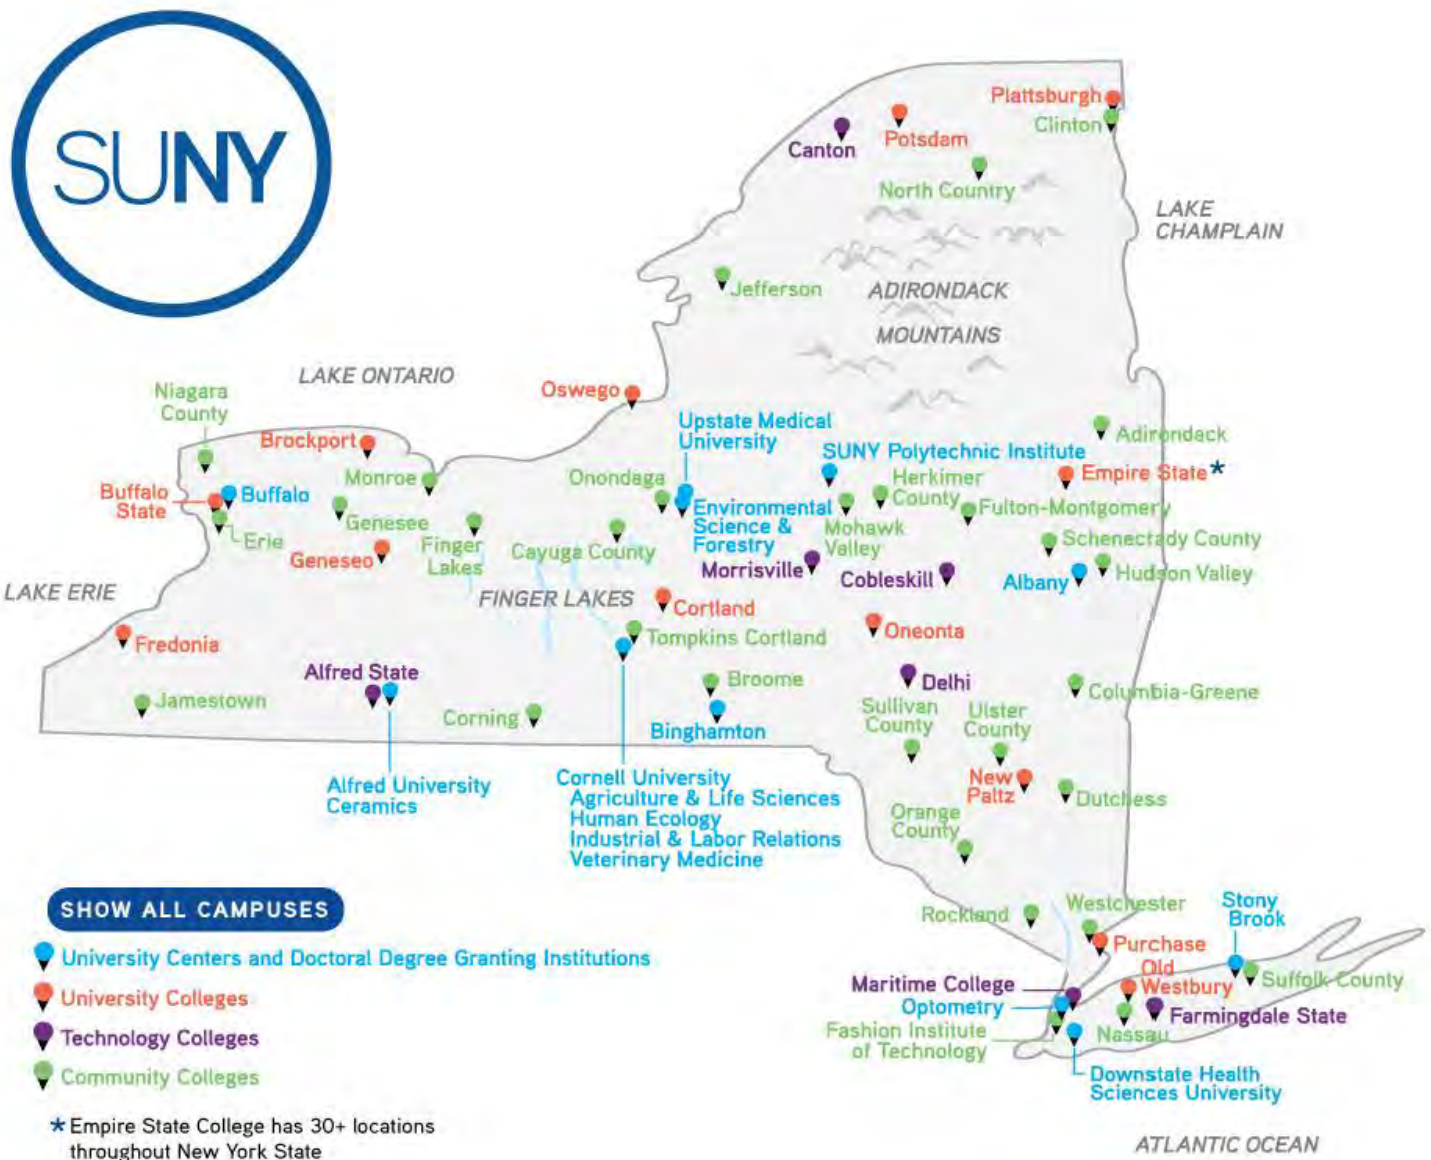 SUNY
Plattsburgh
Clinton
Potsdam
Canton
North Country
LAKE
CHAMPLAIN
Jefferson
ADIRONDACK
MOUNTAINS
LAKE ONTARIO
Oswego
Niagara
County
Upstate Medical
University
Adirondack
Brockport
SUNY Polytechnic Institute
Empire State*
Monroe
Onondaga
Herkimer
County
Buffalo
State
Buffalo
Environmental
Science &
Forestry
Fulton-Montgomery
Genesee
Mohawk
Valley
Erie
Finger
Lakes
Cayuga County
Schenectady County
Geneseo
Morrisville
Cobleskill
Albany
Hudson Valley
LAKE ERIE
FINGER LAKES
Cortland
Oneonta
Fredonia
Tompkins Cortland
Alfred State
Broome
Delhi
Columbia-Greene
Jamestown
Corning
Sullivan
County
Ulster
County
Binghamton
Alfred University
Ceramics
Cornell University
Agriculture & Life Sciences
Human Ecology
Industrial & Labor Relations
Veterinary Medicine
New
Paltz
Dutchess
Orange
County
Rockland
Westchester
Stony
Brook
Purchase
Old
Westbury
Suffolk County
Maritime College
Optometry
Farmingdale State
Fashion Institute
of Technology
Nassau
Downstate Health
Sciences University
ATLANTIC OCEAN
SHOW ALL CAMPUSES
University Centers and Doctoral Degree Granting Institutions
University Colleges
Technology Colleges
Community Colleges
* Empire State College has 30+ locations
throughout New York State